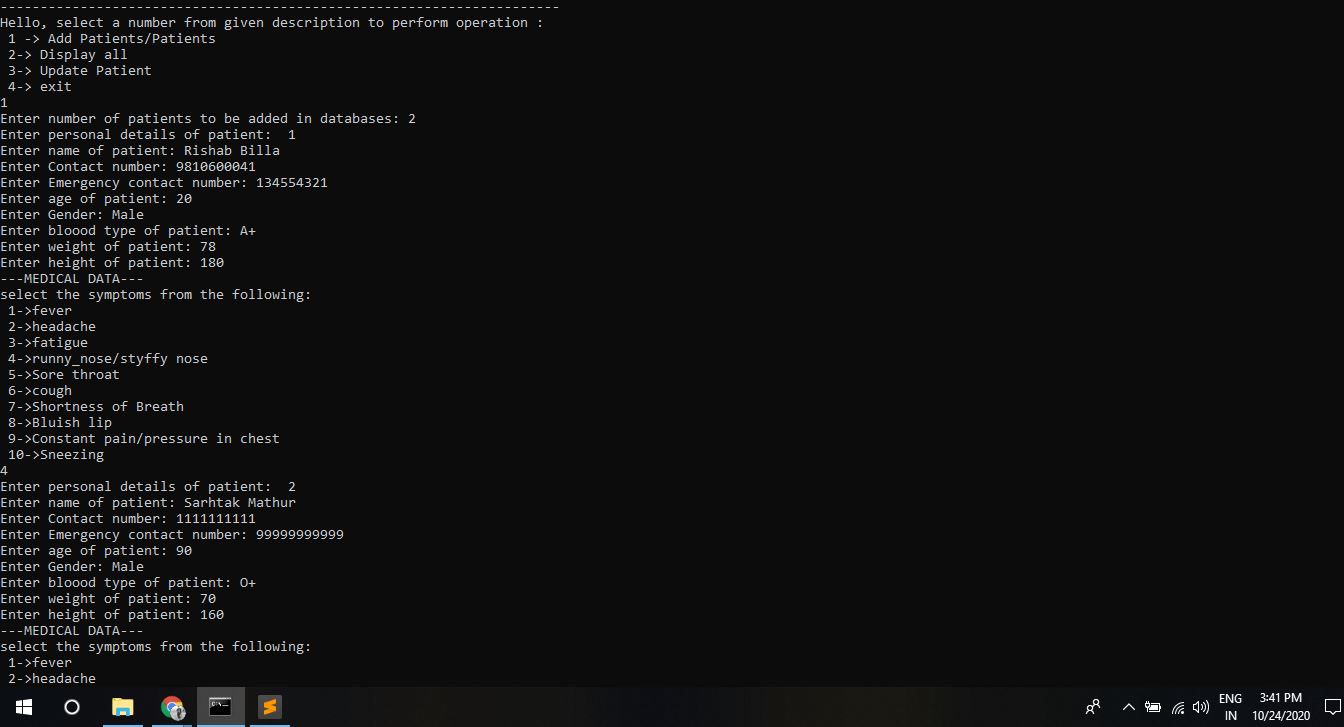 ----------------------------------------------------------------------
Hello, select a number from given description to perform operation :
 1 -> Add Patients/Patients
 2-> Display all
 3-> Update Patient
 4-> exit
1
Enter number of patients to be added in databases: 2
Enter personal details of patient:  1
Enter name of patient: Rishab Billa
Enter Contact number: 9810600041
Enter Emergency contact number: 134554321
Enter age of patient: 20
Enter Gender: Male
Enter bloood type of patient: A+
Enter weight of patient: 78
Enter height of patient: 180
---MEDICAL DATA---
select the symptoms from the following:
 1->fever
 2->headache
 3->fatigue
 4->runny_nose/styffy nose
 5->Sore throat
 6->cough
 7->Shortness of Breath
 8->Bluish lip
 9->Constant pain/pressure in chest
 10->Sneezing
4
Enter personal details of patient:  2
Enter name of patient: Sarhtak Mathur
Enter Contact number: 1111111111
Enter Emergency contact number: 99999999999
Enter age of patient: 90
Enter Gender: Male
Enter bloood type of patient: O+
Enter weight of patient: 70
Enter height of patient: 160
---MEDICAL DATA---
select the symptoms from the following:
 1->fever
 2->headache
ENG
IN
3:41 PM
10/24/2020